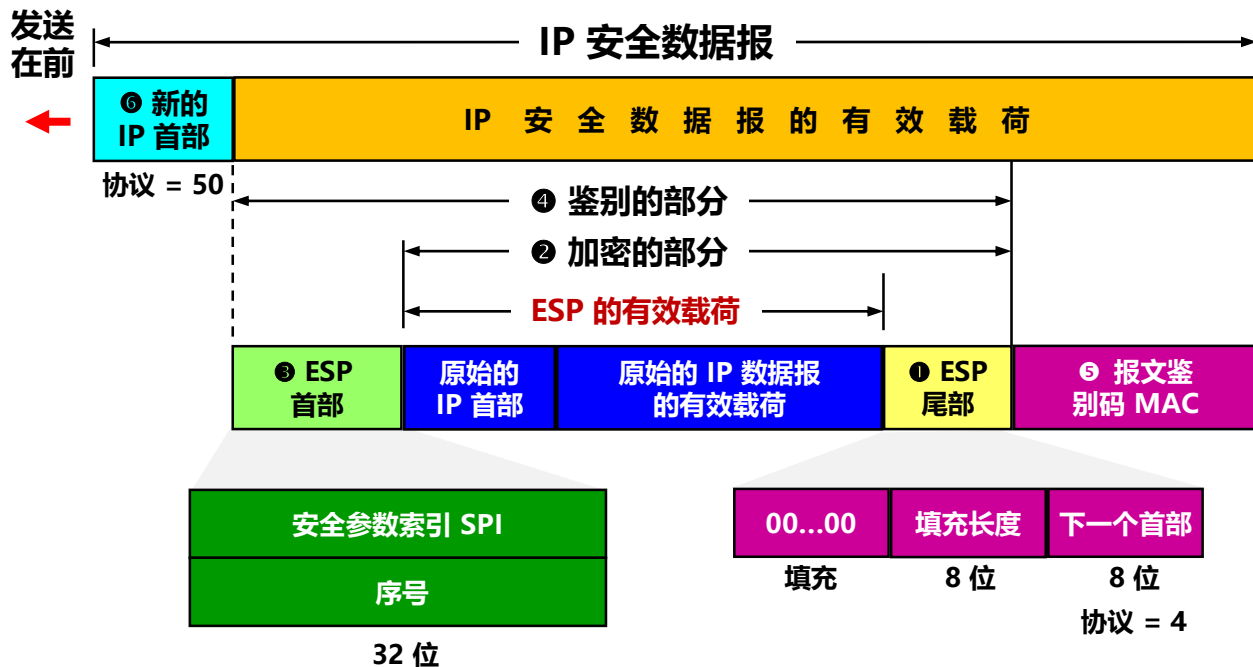 发送
在前
IP 安全数据报
❻ 新的
IP 首部
IP 安 全 数 据 报 的 有 效 载 荷
协议 = 50
❹ 鉴别的部分
❷ 加密的部分
ESP 的有效载荷
❸ ESP
首部
原始的
IP 首部
原始的 IP 数据报
的有效载荷
❶ ESP
尾部
❺ 报文鉴
别码 MAC
安全参数索引 SPI
序号
32 位
00...00
填充长度
下一个首部
填充
8 位
8 位
协议 = 4